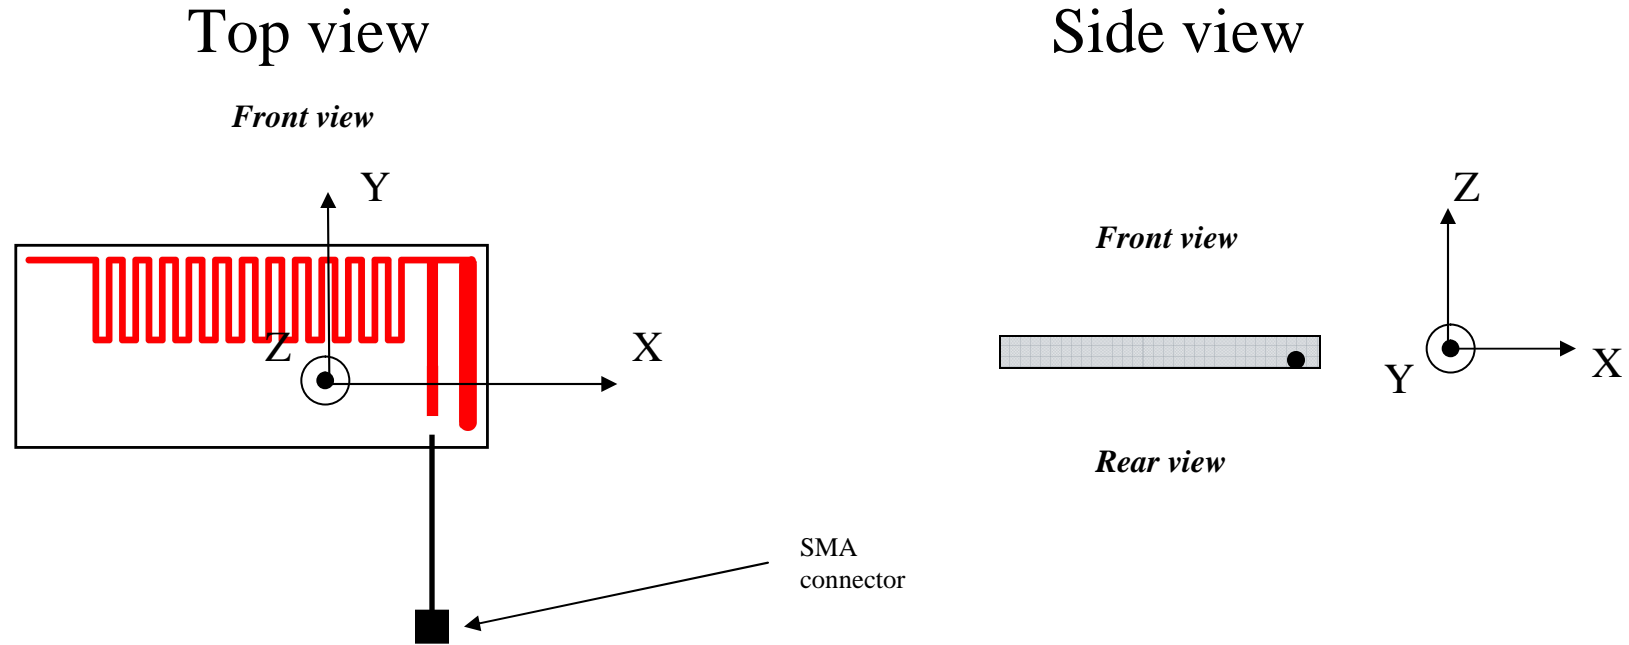 Top view
Side view
Front view
Y
Z
Front view
Z
X
X
Y
Rear view
SMA
connector